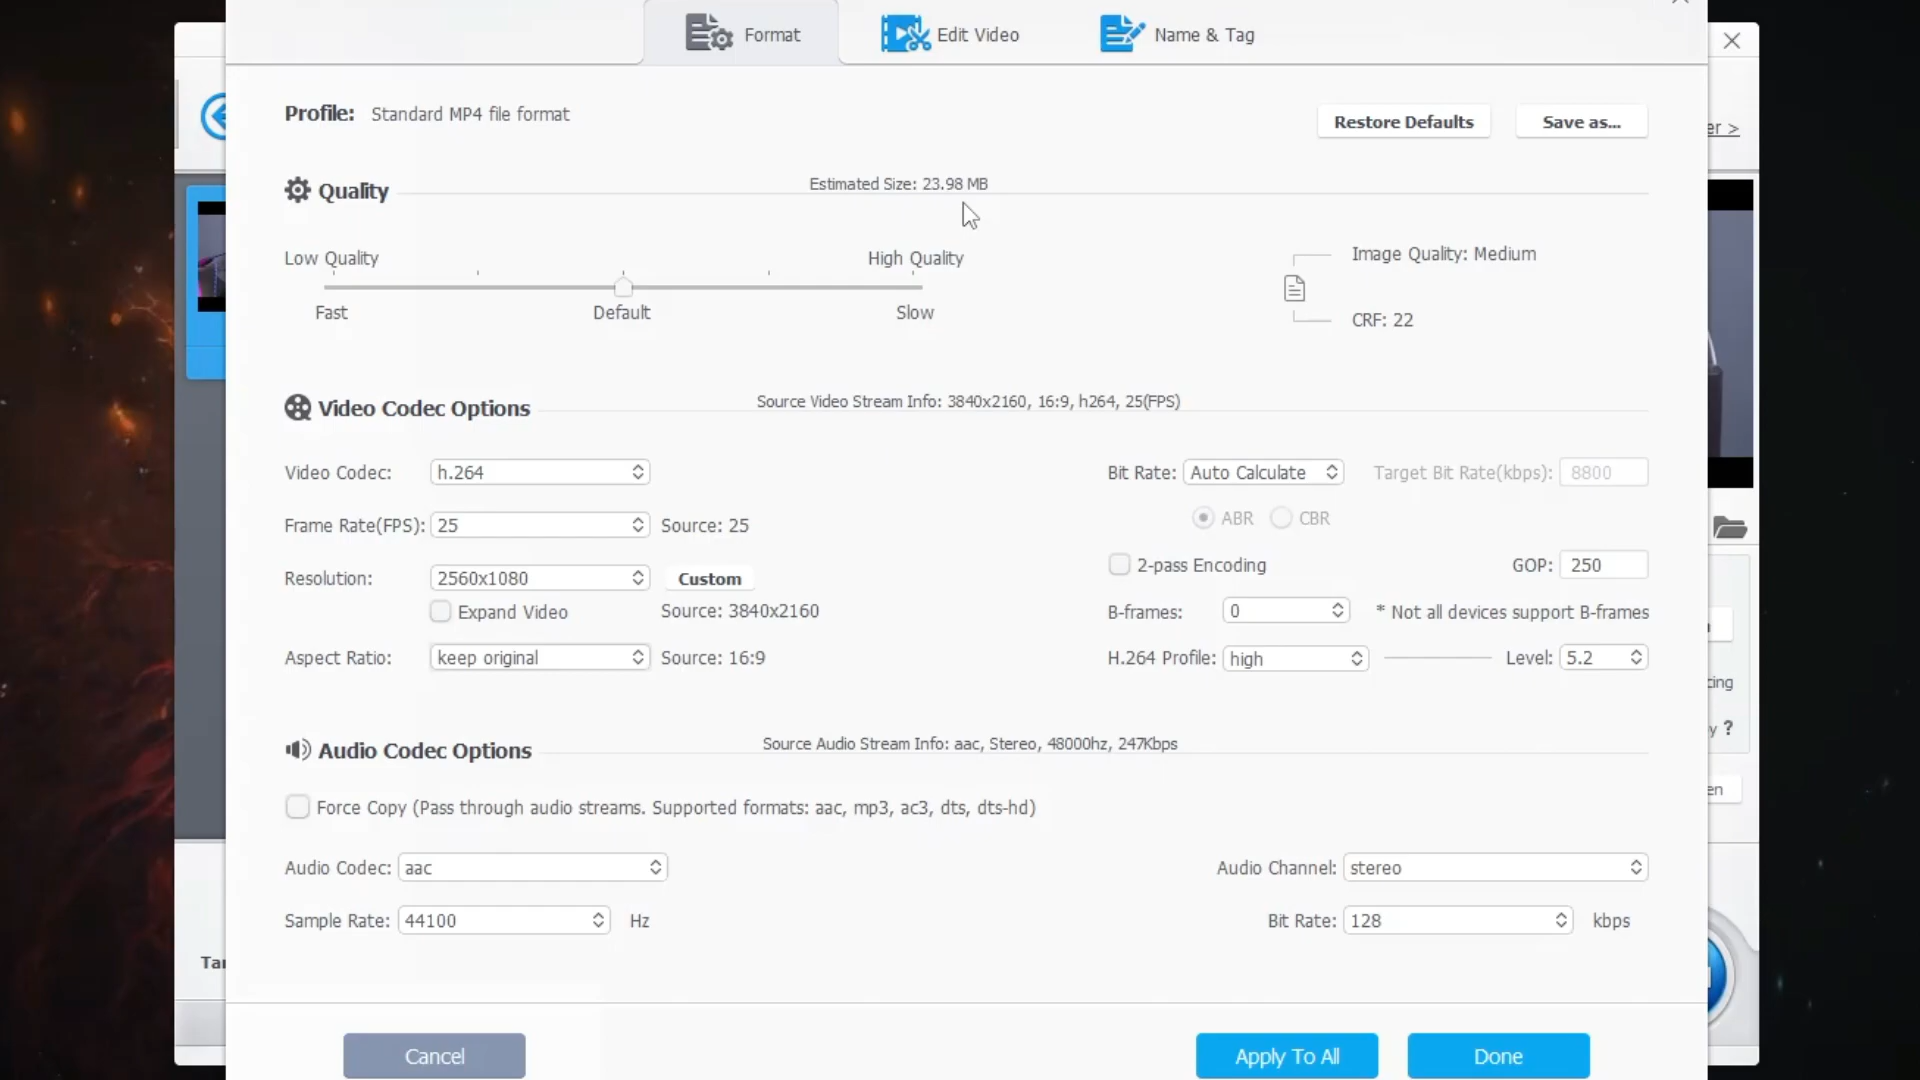 Format
Edit Video
Name & Tag
Profile: Standard MP4 file format
Restore Defaults
Save as...
er >
Quality
Estimated Size: 23.98 MB
Low Quality
High Quality
Image Quality: Medium
Fast
Default
Slow
CRF: 22
Video Codec Options
Source Video Stream Info: 3840x2160, 16:9, h264, 25(FPS)
Video Codec: h.264
Bit Rate: Auto Calculate
Target Bit Rate(kbps): 8800
ABR
CBR
Frame Rate(FPS): 25
Source: 25
2-pass Encoding
GOP: 250
Resolution: 2560x1080
Custom
Expand Video
Source: 3840x2160
B-frames: 0
* Not all devices support B-frames
Aspect Ratio: keep original
Source: 16:9
H.264 Profile: high
Level: 5.2
cing
y ?
Audio Codec Options
Source Audio Stream Info: aac, Stereo, 48000hz, 247Kbps
en
Force Copy (Pass through audio streams. Supported formats: aac, mp3, ac3, dts, dts-hd)
Audio Codec: aac
Audio Channel: stereo
Sample Rate: 44100 Hz
Bit Rate: 128 kbps
Tar
Cancel
Apply To All
Done